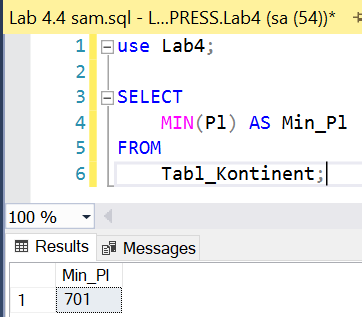 Lab 4.4 sam.sql - L...PRESS.Lab4 (sa (54))*
1 use Lab4;
2
3 SELECT
4 MIN(Pl) AS Min_Pl
5 FROM
6 Tabl_Kontinent;
100 %
Results Messages
Min_Pl
1 701